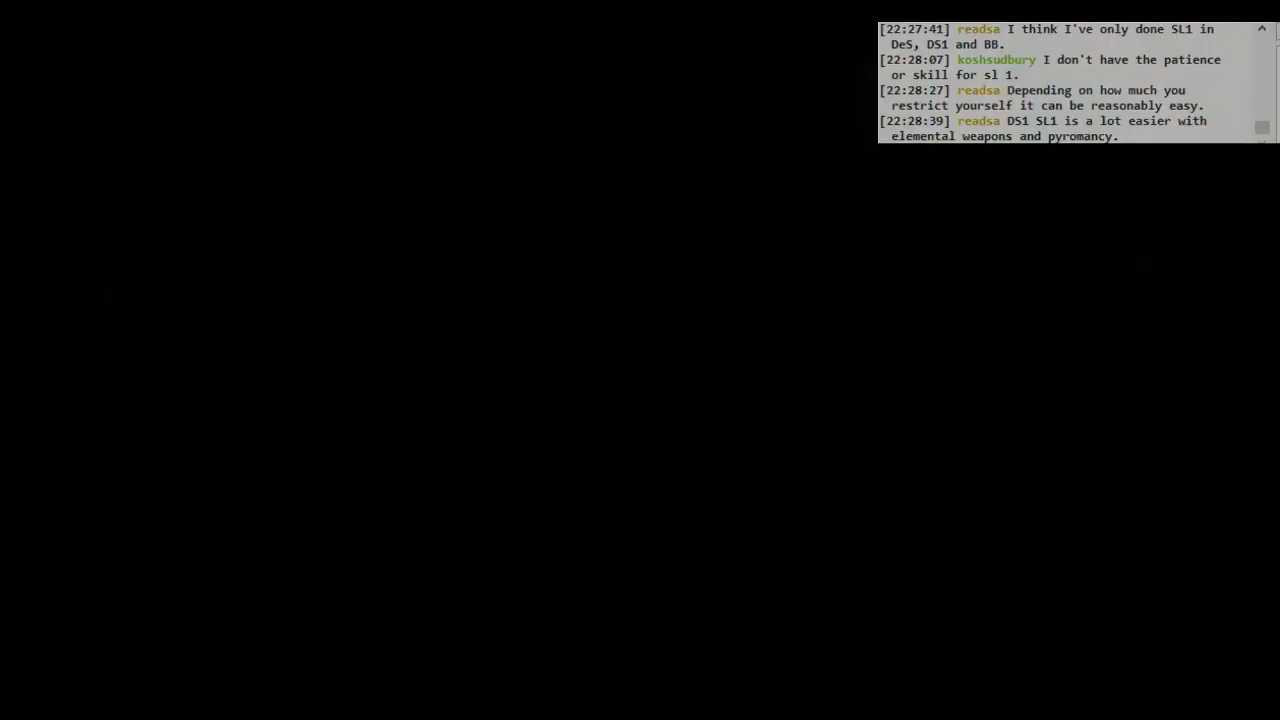 [22:27:41] readsa I think I've only done SL1 in
DeS, DS1 and BB.
[22:28:07] koshsudbury I don't have the patience
or skill for sl 1.
[22:28:27] readsa Depending on how much you
restrict yourself it can be reasonably easy.
[22:28:39] readsa DS1 SL1 is a lot easier with
elemental weapons and pyromancy.